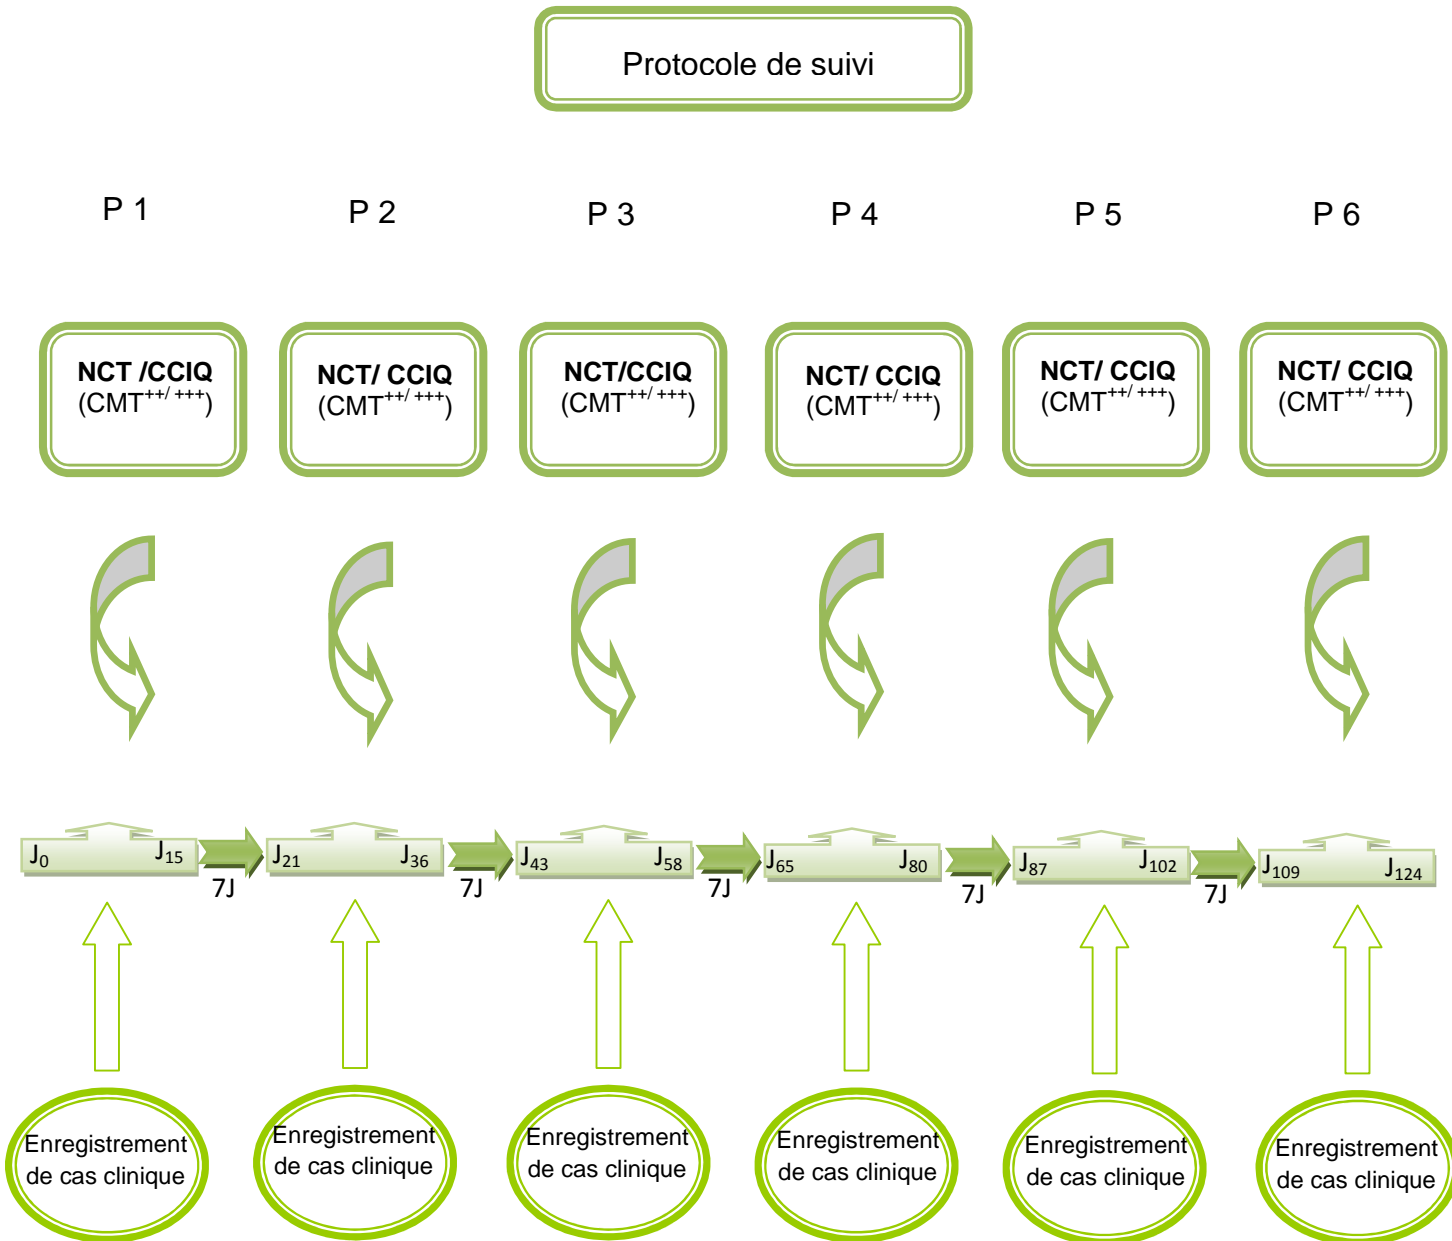 Protocole de suivi
P 1 P 2 P 3 P 4 P 5 P 6
NCT /CCIQ
(CMT++/ +++)
NCT/ CCIQ
(CMT++/ +++)
NCT/CCIQ
(CMT++/ +++)
NCT/ CCIQ
(CMT++/ +++)
NCT/ CCIQ
(CMT++/ +++)
NCT/ CCIQ
(CMT++/ +++)
J0 J15 J21 J36 J43 J58 J65 J80 J87 J102 J109 J124
7J 7J 7J 7J 7J
Enregistrement
de cas clinique
Enregistrement
de cas clinique
Enregistrement
de cas clinique
Enregistrement
de cas clinique
Enregistrement
de cas clinique
Enregistrement
de cas clinique